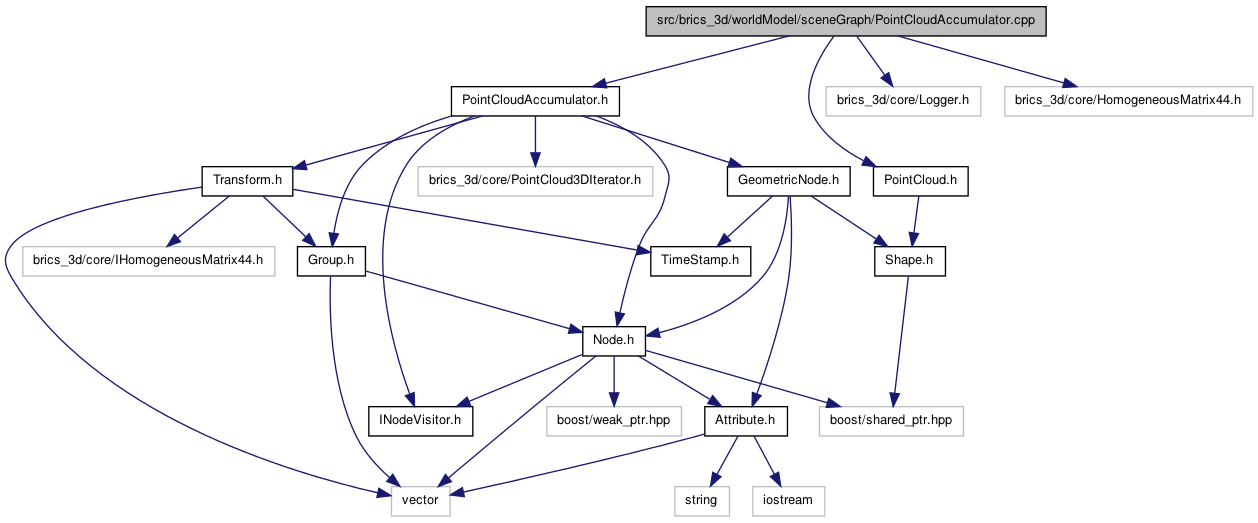 src/brics_3d/worldModel/sceneGraph/PointCloudAccumulator.cpp
PointCloudAccumulator.h
brics_3d/core/Logger.h
brics_3d/core/HomogeneousMatrix44.h
Transform.h
brics_3d/core/PointCloud3DIterator.h
GeometricNode.h
PointCloud.h
brics_3d/core/IHomogeneousMatrix44.h
Group.h
TimeStamp.h
Shape.h
Node.h
INodeVisitor.h
boost/weak_ptr.hpp
Attribute.h
boost/shared_ptr.hpp
vector
string
iostream